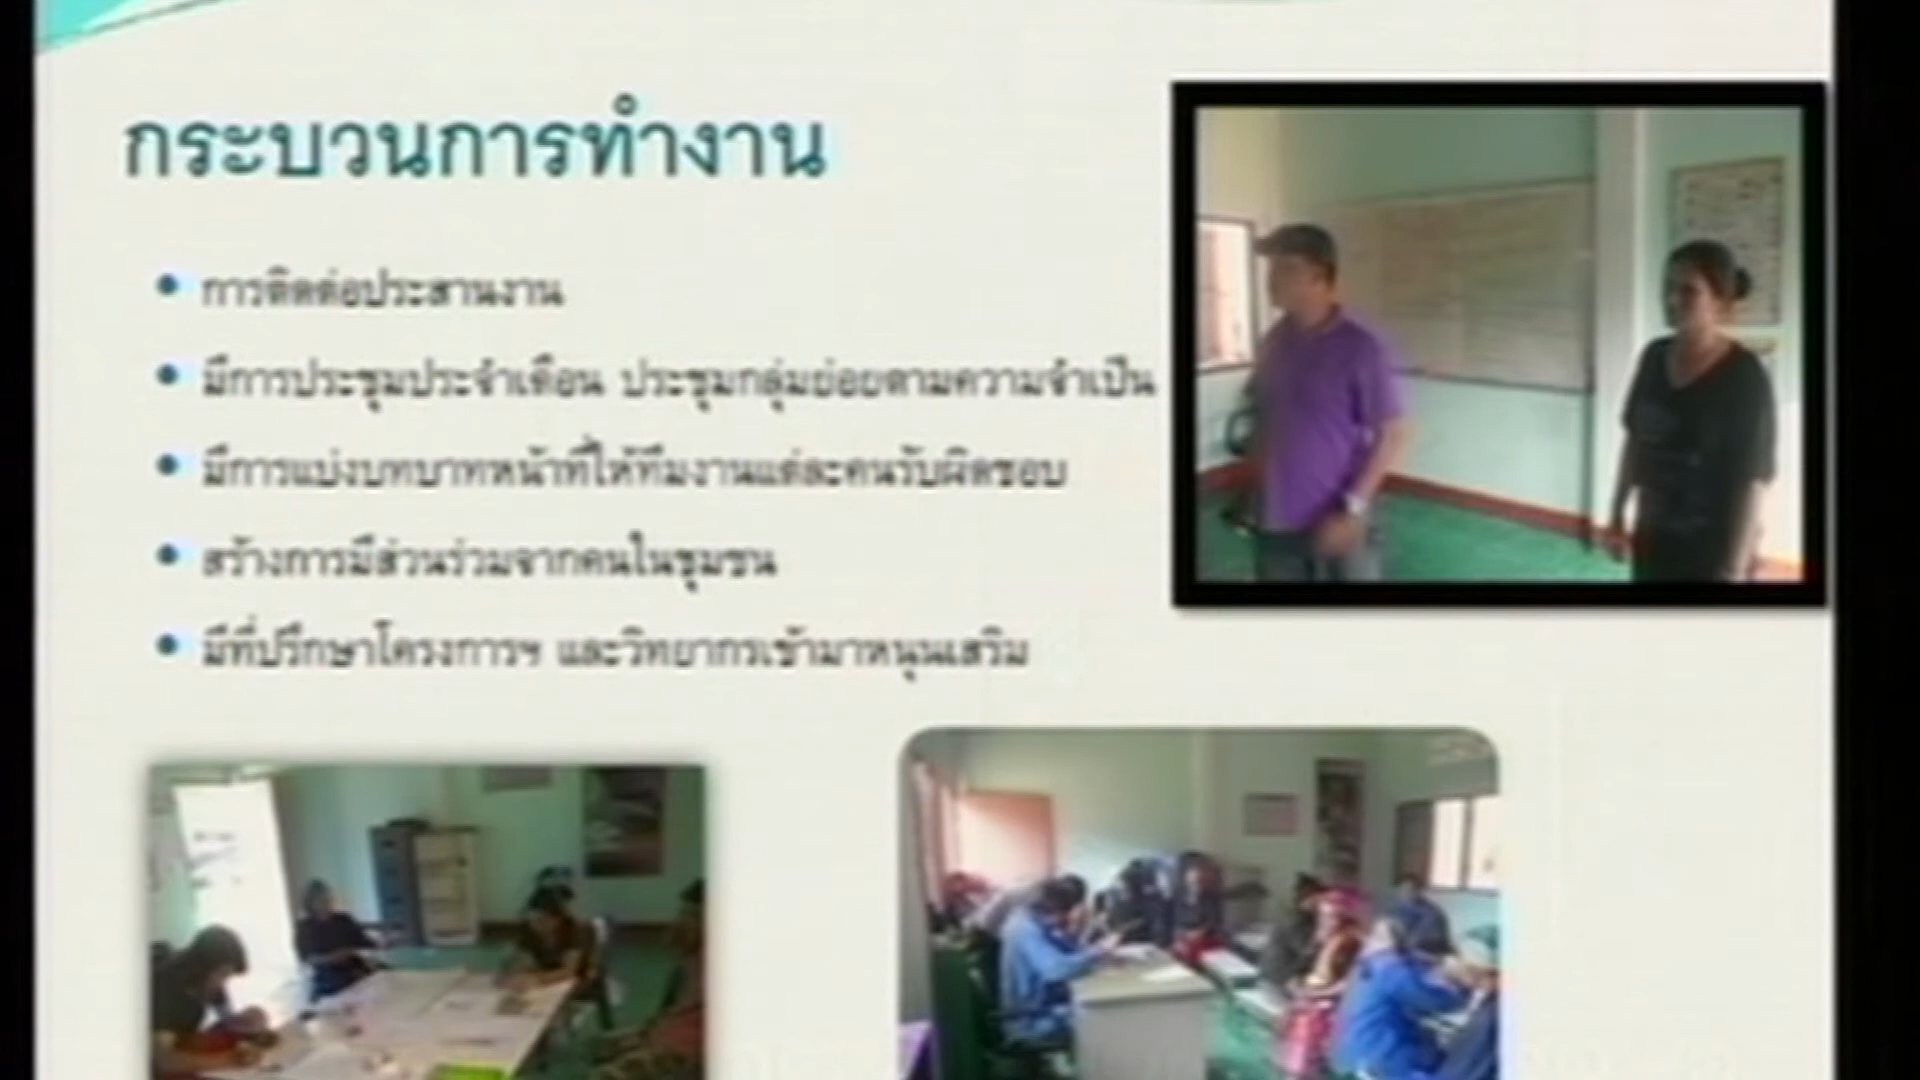 กระบวนการทำงาน
การติดต่อประสานงาน
มีการประชุมประจำเดือน ประชุมกลุ่มย่อยตามความจำเป็น
มีการแบ่งบทบาทหน้าที่ให้ทีมงานแต่ละคนรับผิดชอบ
สร้างการมีส่วนร่วมจากคนในชุมชน
มีที่ปรึกษาโครงการฯ และวิทยากรเข้ามาหนุนเสริม